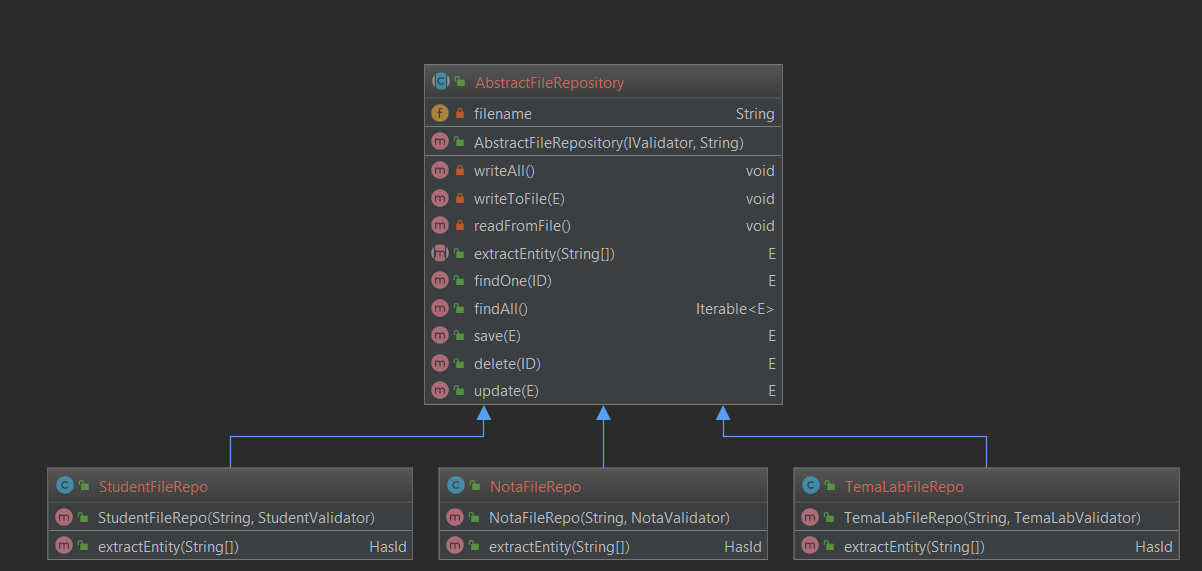 AbstractFileRepository
filename String
AbstractFileRepository(IValidator, String)
writeAll() void
writeToFile(E) void
readFromFile() void
extractEntity(String[]) E
findOne(ID) E
findAll() Iterable<E>
save(E) E
delete(ID) E
update(E) E
StudentFileRepo
StudentFileRepo(String, StudentValidator)
extractEntity(String[]) HasId
NotaFileRepo
NotaFileRepo(String, NotaValidator)
extractEntity(String[]) HasId
TemaLabFileRepo
TemaLabFileRepo(String, TemaLabValidator)
extractEntity(String[]) HasId